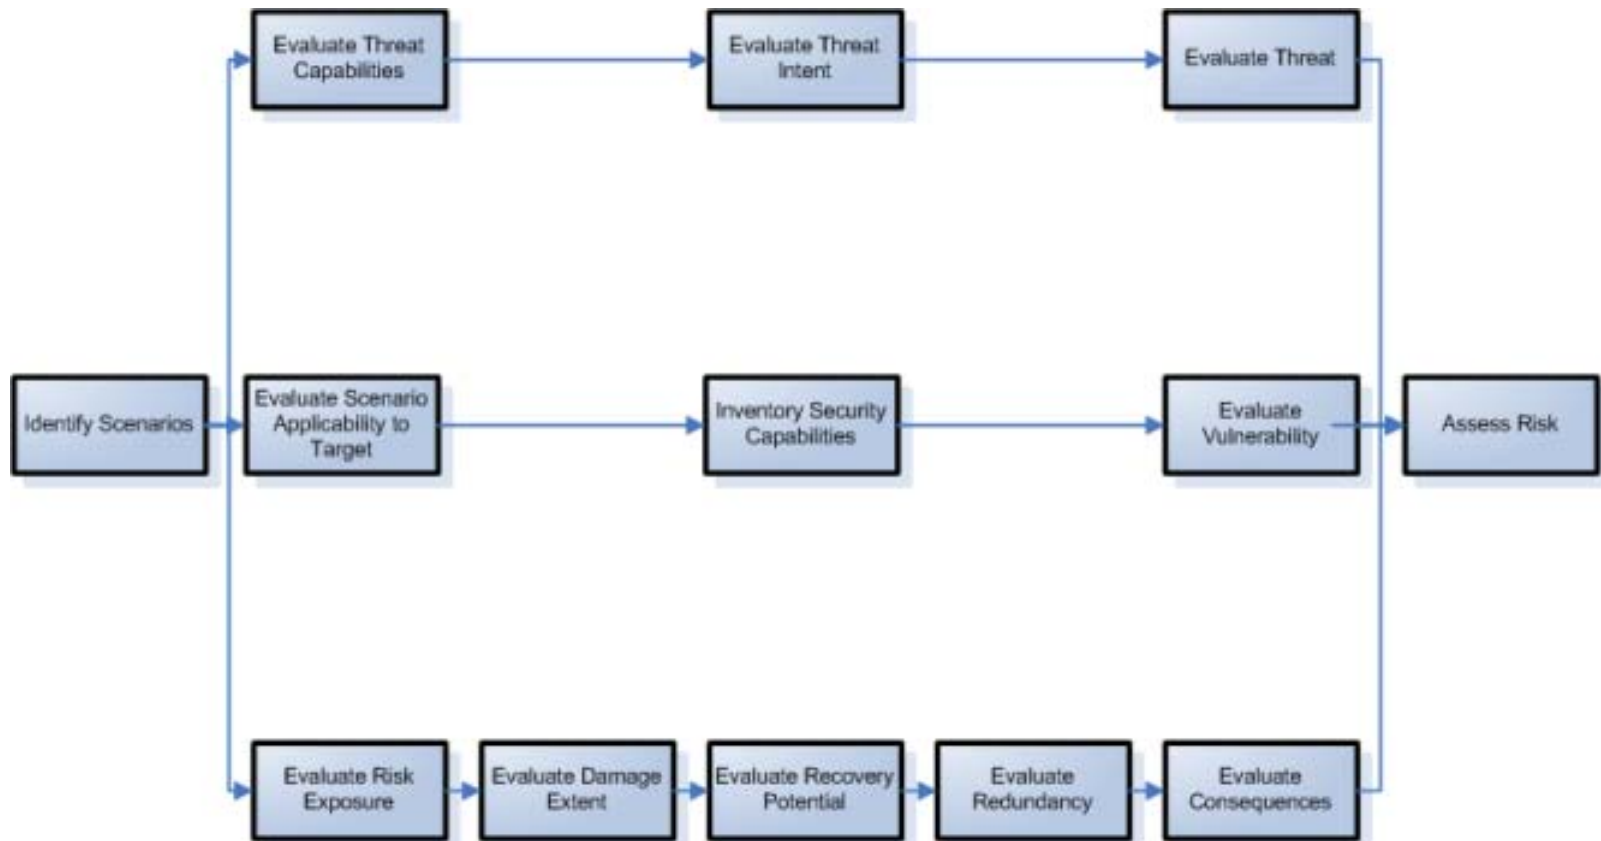 Evaluate Threat
Capabilities
Evaluate Threat
Intent
Evaluate Threat
Identify Scenarios
Evaluate Scenario
Applicability to
Target
Inventory Security
Capabilities
Evaluate
Vulnerability
Assess Risk
Evaluate Risk
Exposure
Evaluate Damage
Extent
Evaluate Recovery
Potential
Evaluate
Redundancy
Evaluate
Consequences